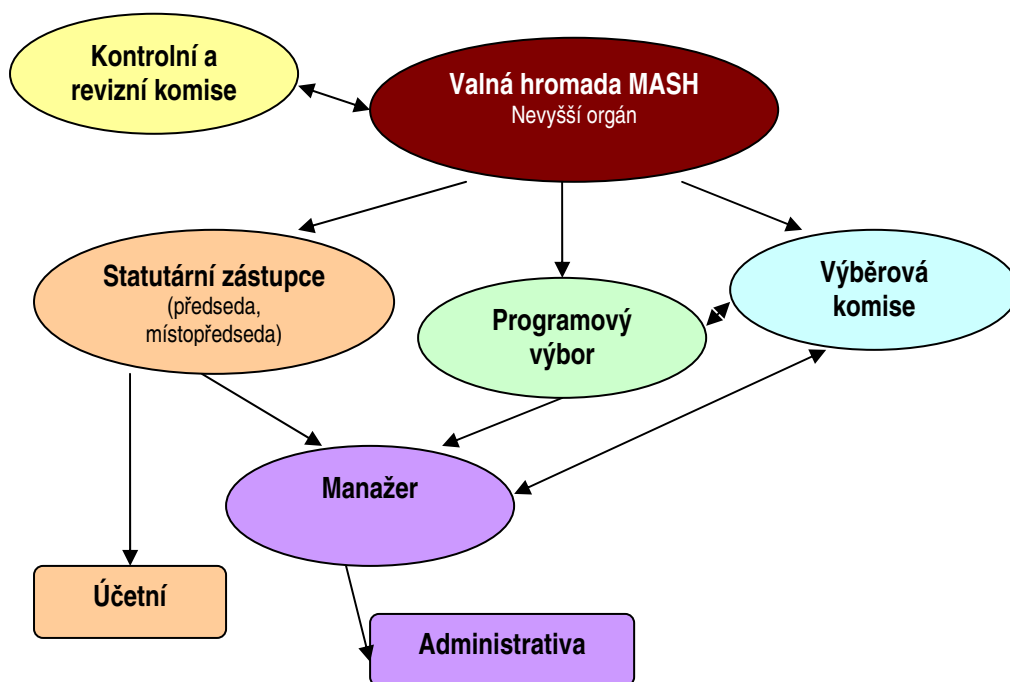 Kontrolní a
revizní komise
Valná hromada MASH
Nevyšší orgán
Statutární zástupce
(předseda,
místopředseda)
Programový
výbor
Výběrová
komise
Manažer
Účetní
Administrativa